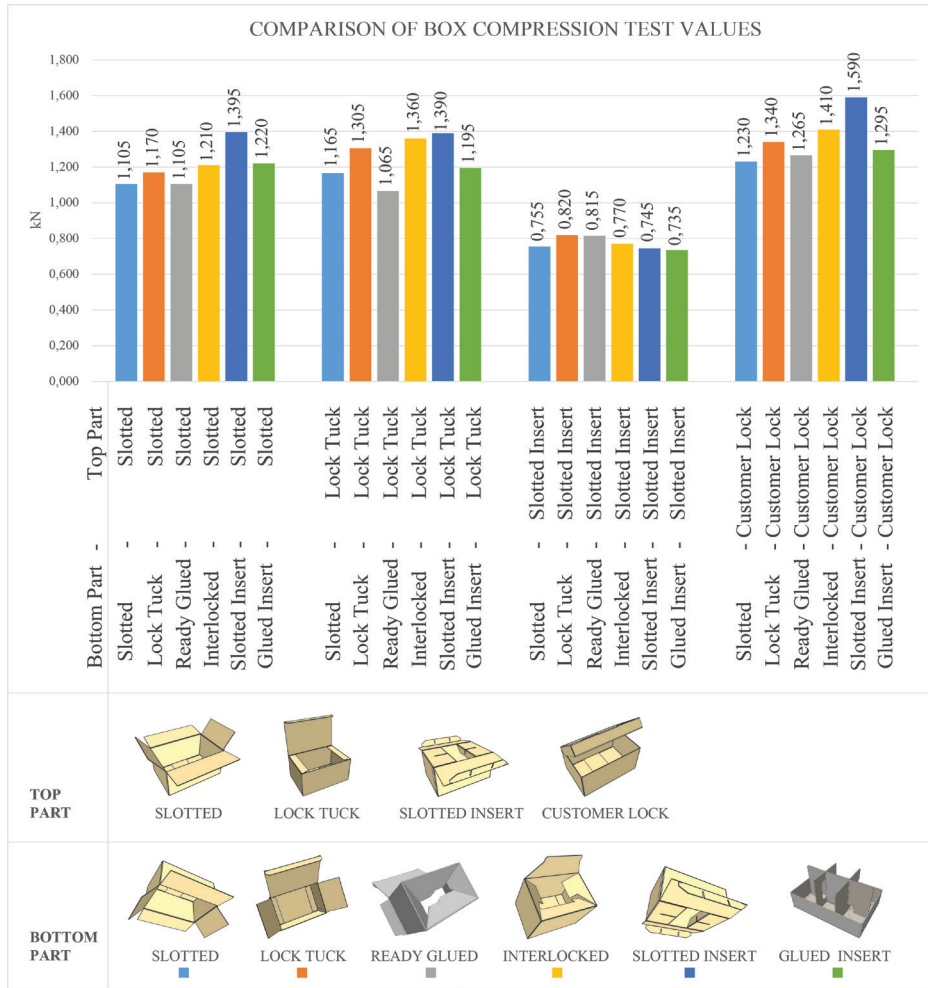 COMPARISON OF BOX COMPRESSION TEST VALUES
kN
1,800
1,600
1,400
1,200
1,000
0,800
0,600
0,400
0,200
0,000
1,105
1,170
1,105
1,210
1,395
1,220
1,165
1,305
1,065
1,360
1,390
1,195
0,755
0,820
0,815
0,770
0,745
0,735
1,230
1,340
1,265
1,410
1,590
1,295
Bottom Part - Top Part
Slotted - Slotted
Lock Tuck - Slotted
Ready Glued - Slotted
Interlocked - Slotted
Slotted Insert - Slotted
Glued Insert - Slotted
Slotted - Lock Tuck
Lock Tuck - Lock Tuck
Ready Glued - Lock Tuck
Interlocked - Lock Tuck
Slotted Insert - Lock Tuck
Glued Insert - Lock Tuck
Slotted - Slotted Insert
Lock Tuck - Slotted Insert
Ready Glued - Slotted Insert
Interlocked - Slotted Insert
Slotted Insert - Slotted Insert
Glued Insert - Slotted Insert
Slotted - Customer Lock
Lock Tuck - Customer Lock
Ready Glued - Customer Lock
Interlocked - Customer Lock
Slotted Insert - Customer Lock
Glued Insert - Customer Lock
TOP
PART
SLOTTED LOCK TUCK SLOTTED INSERT CUSTOMER LOCK
BOTTOM
PART
SLOTTED LOCK TUCK READY GLUED INTERLOCKED SLOTTED INSERT GLUED INSERT